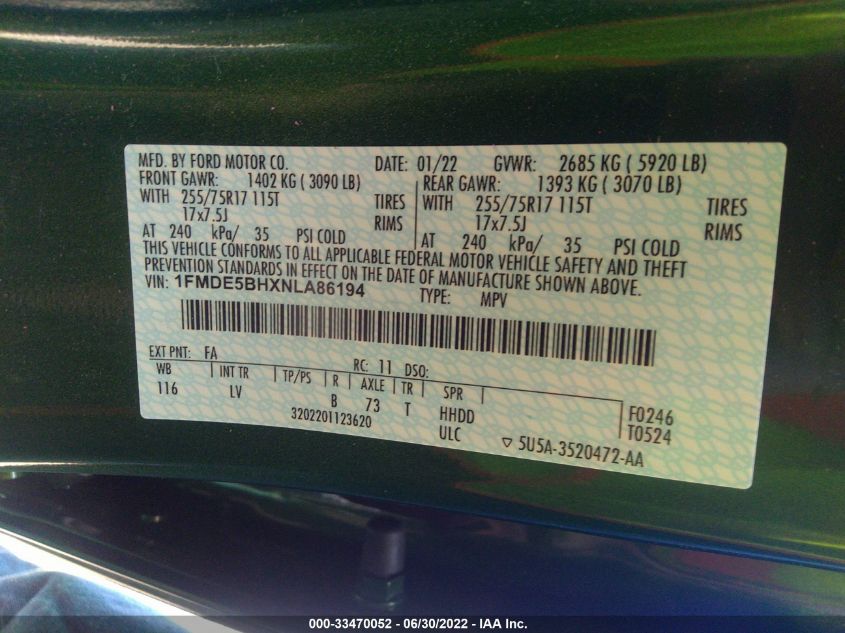 MFD. BY FORD MOTOR CO. DATE: 01/22 GVWR: 2685 KG ( 5920 LB)
FRONT GAWR: 1402 KG ( 3090 LB) REAR GAWR: 1393 KG ( 3070 LB)
WITH 255/75R17 115T TIRES WITH 255/75R17 115T TIRES
17x7.5J RIMS 17x7.5J RIMS
AT 240 kPa/ 35 PSI COLD AT 240 kPa/ 35 PSI COLD
THIS VEHICLE CONFORMS TO ALL APPLICABLE FEDERAL MOTOR VEHICLE SAFETY AND THEFT
PREVENTION STANDARDS IN EFFECT ON THE DATE OF MANUFACTURE SHOWN ABOVE.
VIN: 1FMDE5BHXNLA86194 TYPE: MPV
EXT PNT: FA RC: 11 DSO:
WB INT TR TP/PS R AXLE TR SPR
116 LV B 73 T HHDD F0246
3202201123620 ULC T0524
▽ 5U5A-3520472-AA
000-33470052 - 06/30/2022 - IAA Inc.